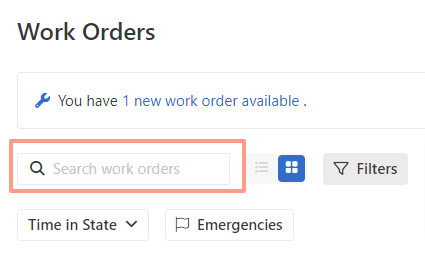 Work Orders
You have 1 new work order available .
Search work orders
Filters
Time in State
Emergencies